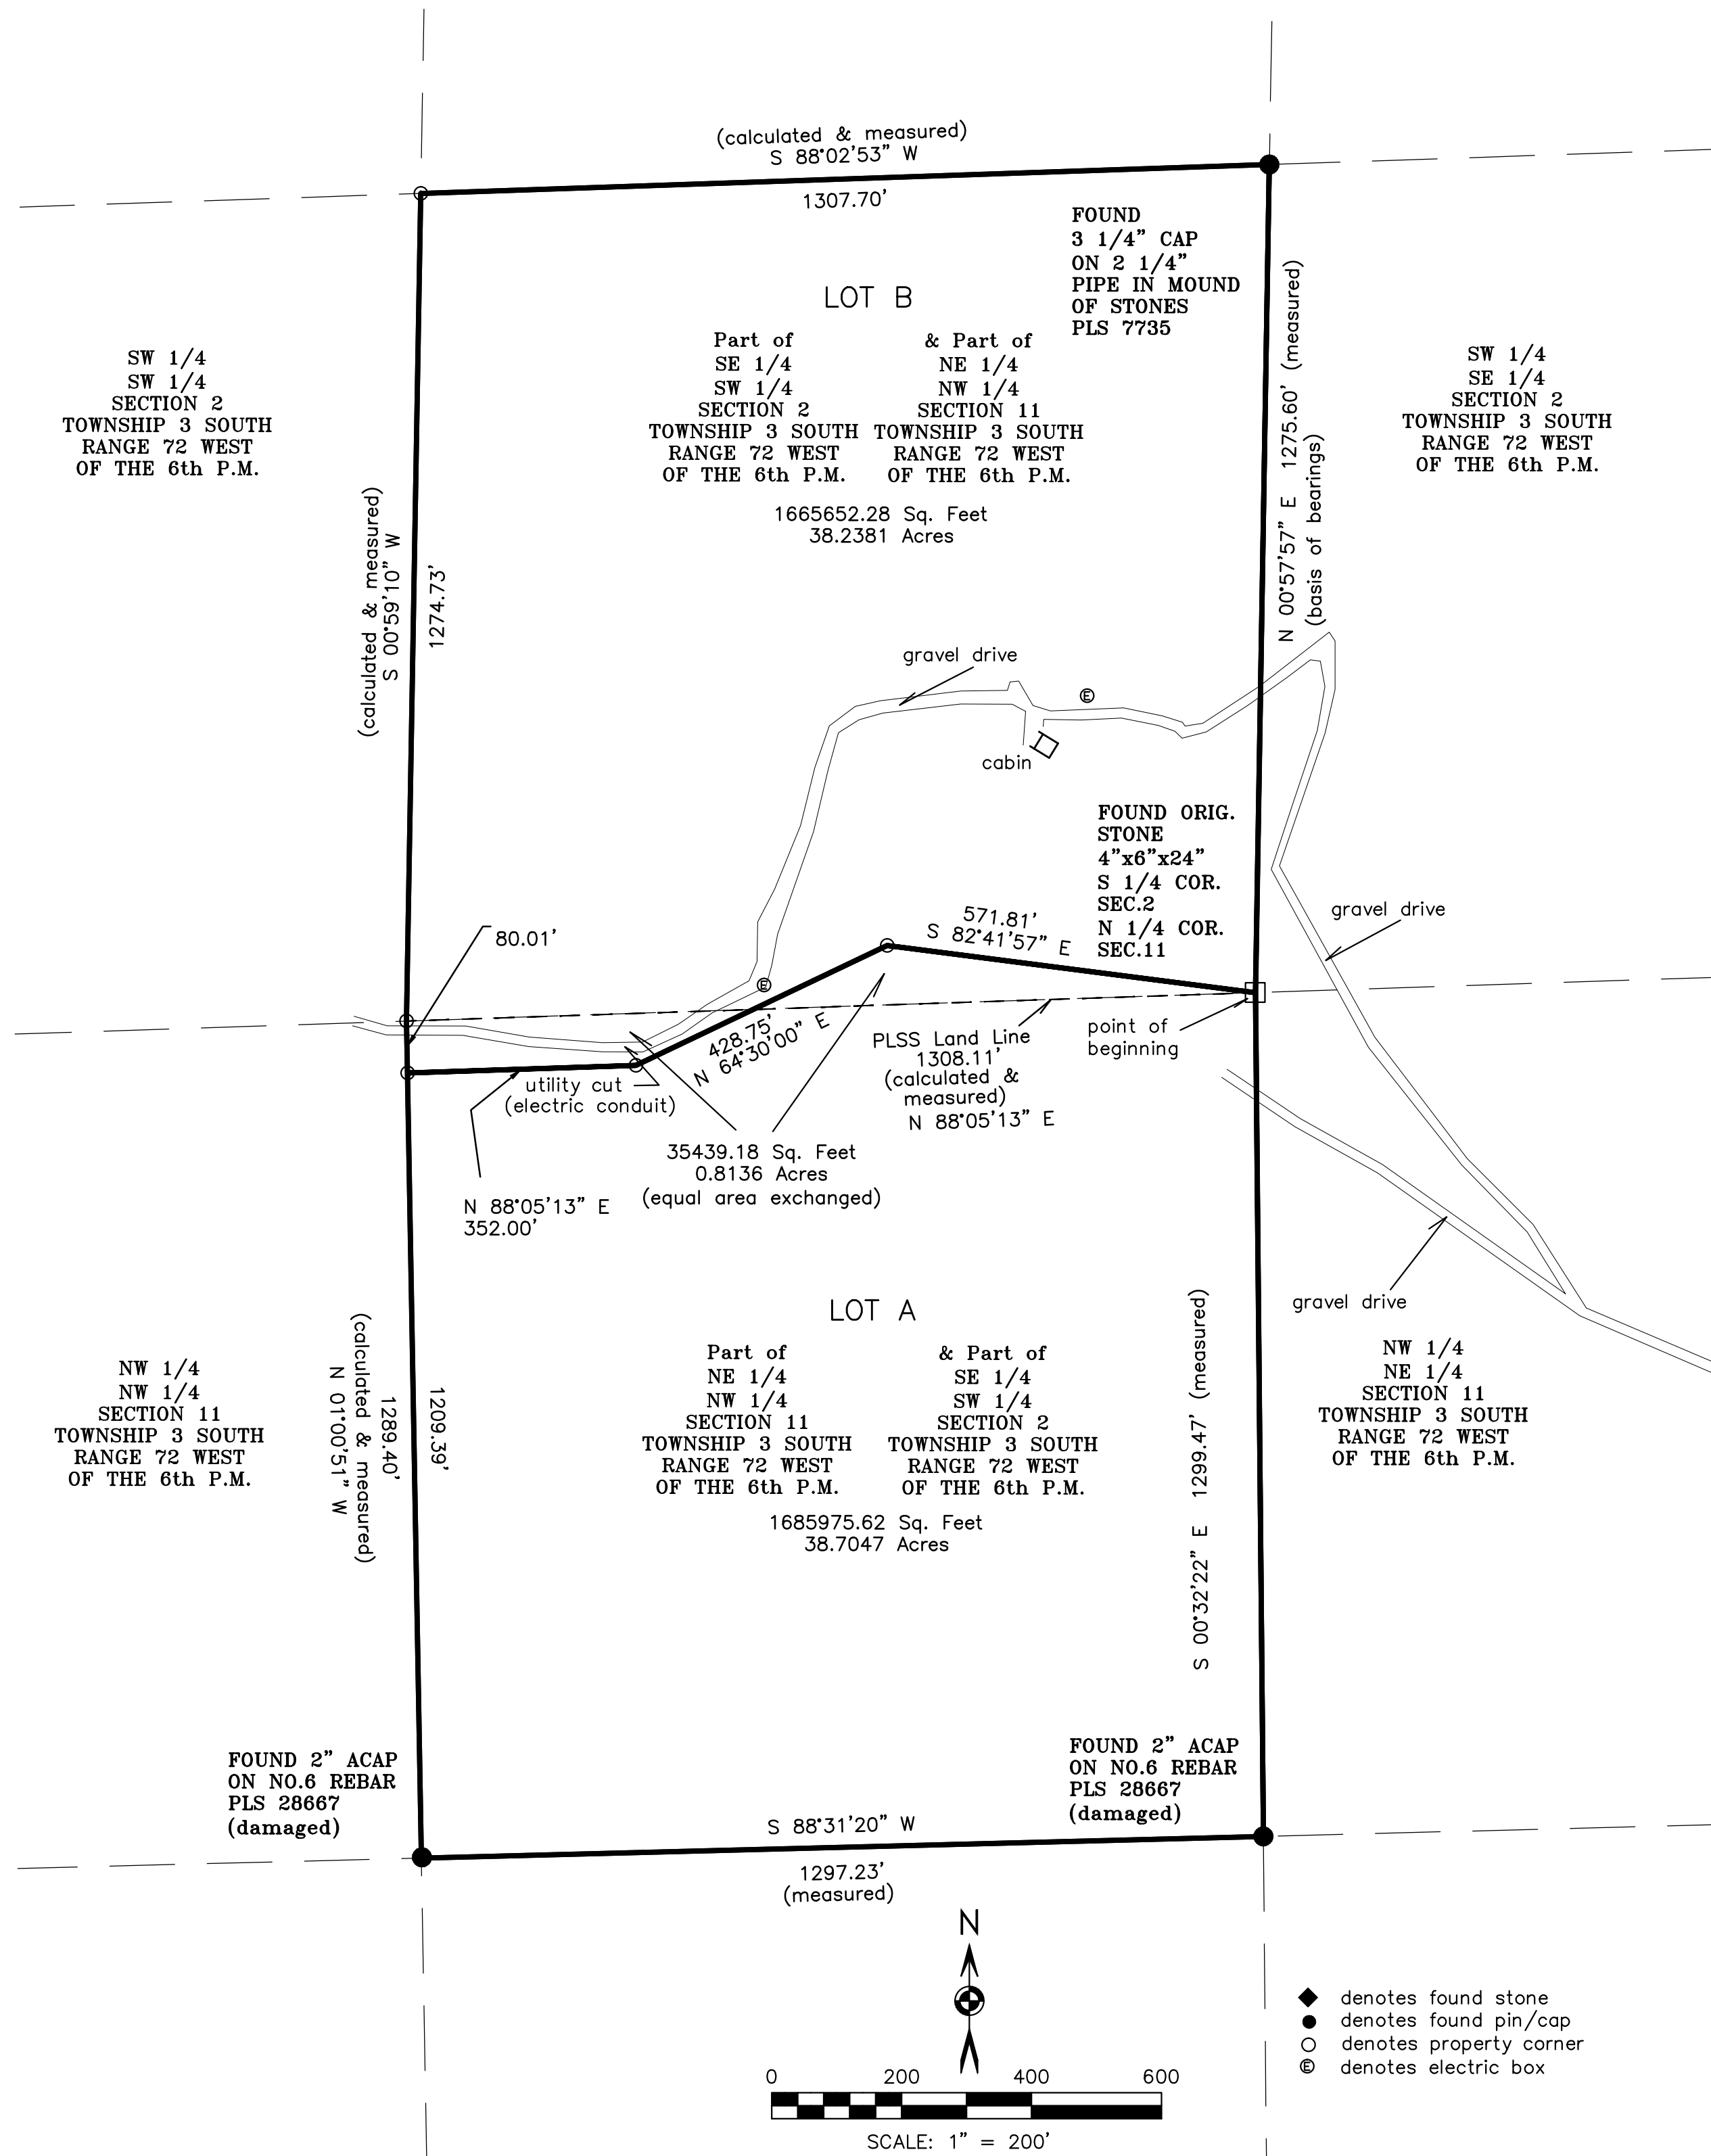 (calculated & measured)
S 88°02'53" W
1307.70'
FOUND
3 1/4" CAP
ON 2 1/4"
PIPE IN MOUND
OF STONES
PLS 7735
LOT B
Part of
SE 1/4
SW 1/4
SECTION 2
TOWNSHIP 3 SOUTH
RANGE 72 WEST
OF THE 6th P.M.
& Part of
NE 1/4
NW 1/4
SECTION 11
TOWNSHIP 3 SOUTH
RANGE 72 WEST
OF THE 6th P.M.
1665652.28 Sq. Feet
38.2381 Acres
SW 1/4
SW 1/4
SECTION 2
TOWNSHIP 3 SOUTH
RANGE 72 WEST
OF THE 6th P.M.
SW 1/4
SE 1/4
SECTION 2
TOWNSHIP 3 SOUTH
RANGE 72 WEST
OF THE 6th P.M.
(calculated & measured)
S 00°59'10" W
1274.73'
N 00°57'57" E 1275.60' (measured)
(basis of bearings)
gravel drive
E
cabin
FOUND ORIG.
STONE
4"x6"x24"
S 1/4 COR.
SEC.2
N 1/4 COR.
SEC.11
gravel drive
80.01'
571.81'
S 82°41'57" E
E
428.75'
N 64°30'00" E
PLSS Land Line
1308.11'
(calculated &
measured)
N 88°05'13" E
point of
beginning
utility cut
(electric conduit)
35439.18 Sq. Feet
0.8136 Acres
(equal area exchanged)
N 88°05'13" E
352.00'
gravel drive
LOT A
Part of
NE 1/4
NW 1/4
SECTION 11
TOWNSHIP 3 SOUTH
RANGE 72 WEST
OF THE 6th P.M.
& Part of
SE 1/4
SW 1/4
SECTION 2
TOWNSHIP 3 SOUTH
RANGE 72 WEST
OF THE 6th P.M.
1685975.62 Sq. Feet
38.7047 Acres
NW 1/4
NW 1/4
SECTION 11
TOWNSHIP 3 SOUTH
RANGE 72 WEST
OF THE 6th P.M.
NW 1/4
NE 1/4
SECTION 11
TOWNSHIP 3 SOUTH
RANGE 72 WEST
OF THE 6th P.M.
1209.39'
1289.40'
(calculated & measured)
N 01°00'51" W
S 00°32'22" E 1299.47' (measured)
FOUND 2" ACAP
ON NO.6 REBAR
PLS 28667
(damaged)
FOUND 2" ACAP
ON NO.6 REBAR
PLS 28667
(damaged)
S 88°31'20" W
1297.23'
(measured)
N
denotes found stone
denotes found pin/cap
denotes property corner
E denotes electric box
0 200 400 600
SCALE: 1" = 200'